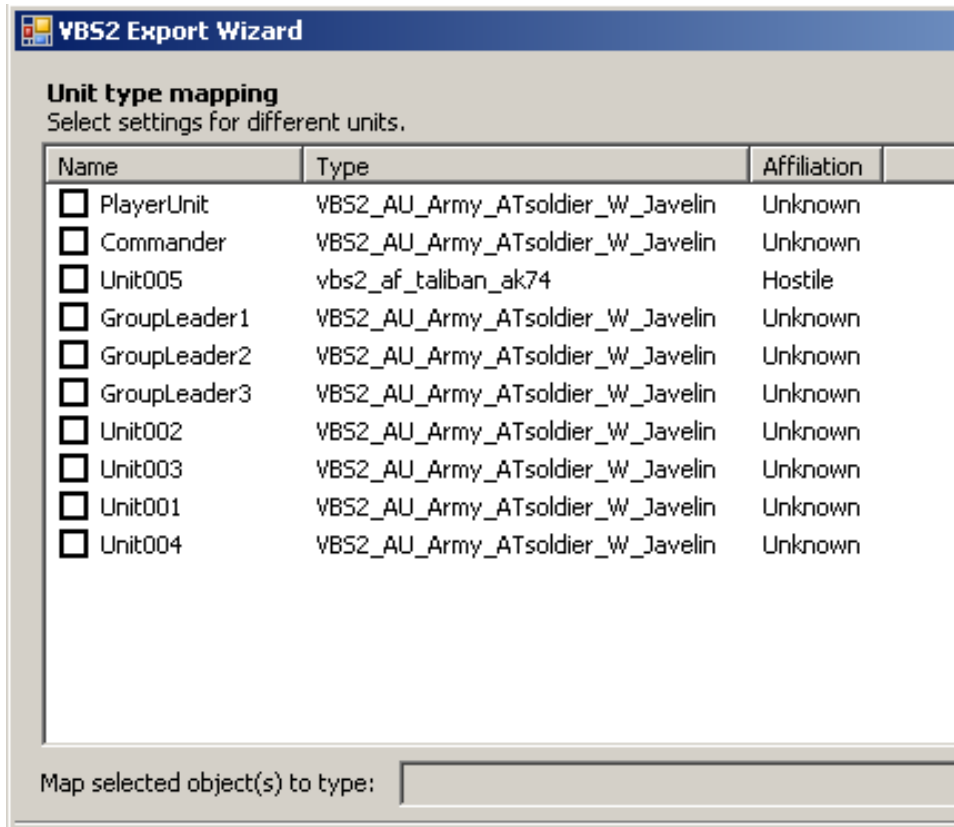 VBS2 Export Wizard
Unit type mapping
Select settings for different units.
Name Type Affiliation
PlayerUnit VBS2_AU_Army_ATsoldier_W_Javelin Unknown
Commander VBS2_AU_Army_ATsoldier_W_Javelin Unknown
Unit005 vbs2_af_taliban_ak74 Hostile
GroupLeader1 VBS2_AU_Army_ATsoldier_W_Javelin Unknown
GroupLeader2 VBS2_AU_Army_ATsoldier_W_Javelin Unknown
GroupLeader3 VBS2_AU_Army_ATsoldier_W_Javelin Unknown
Unit002 VBS2_AU_Army_ATsoldier_W_Javelin Unknown
Unit003 VBS2_AU_Army_ATsoldier_W_Javelin Unknown
Unit001 VBS2_AU_Army_ATsoldier_W_Javelin Unknown
Unit004 VBS2_AU_Army_ATsoldier_W_Javelin Unknown
Map selected object(s) to type: